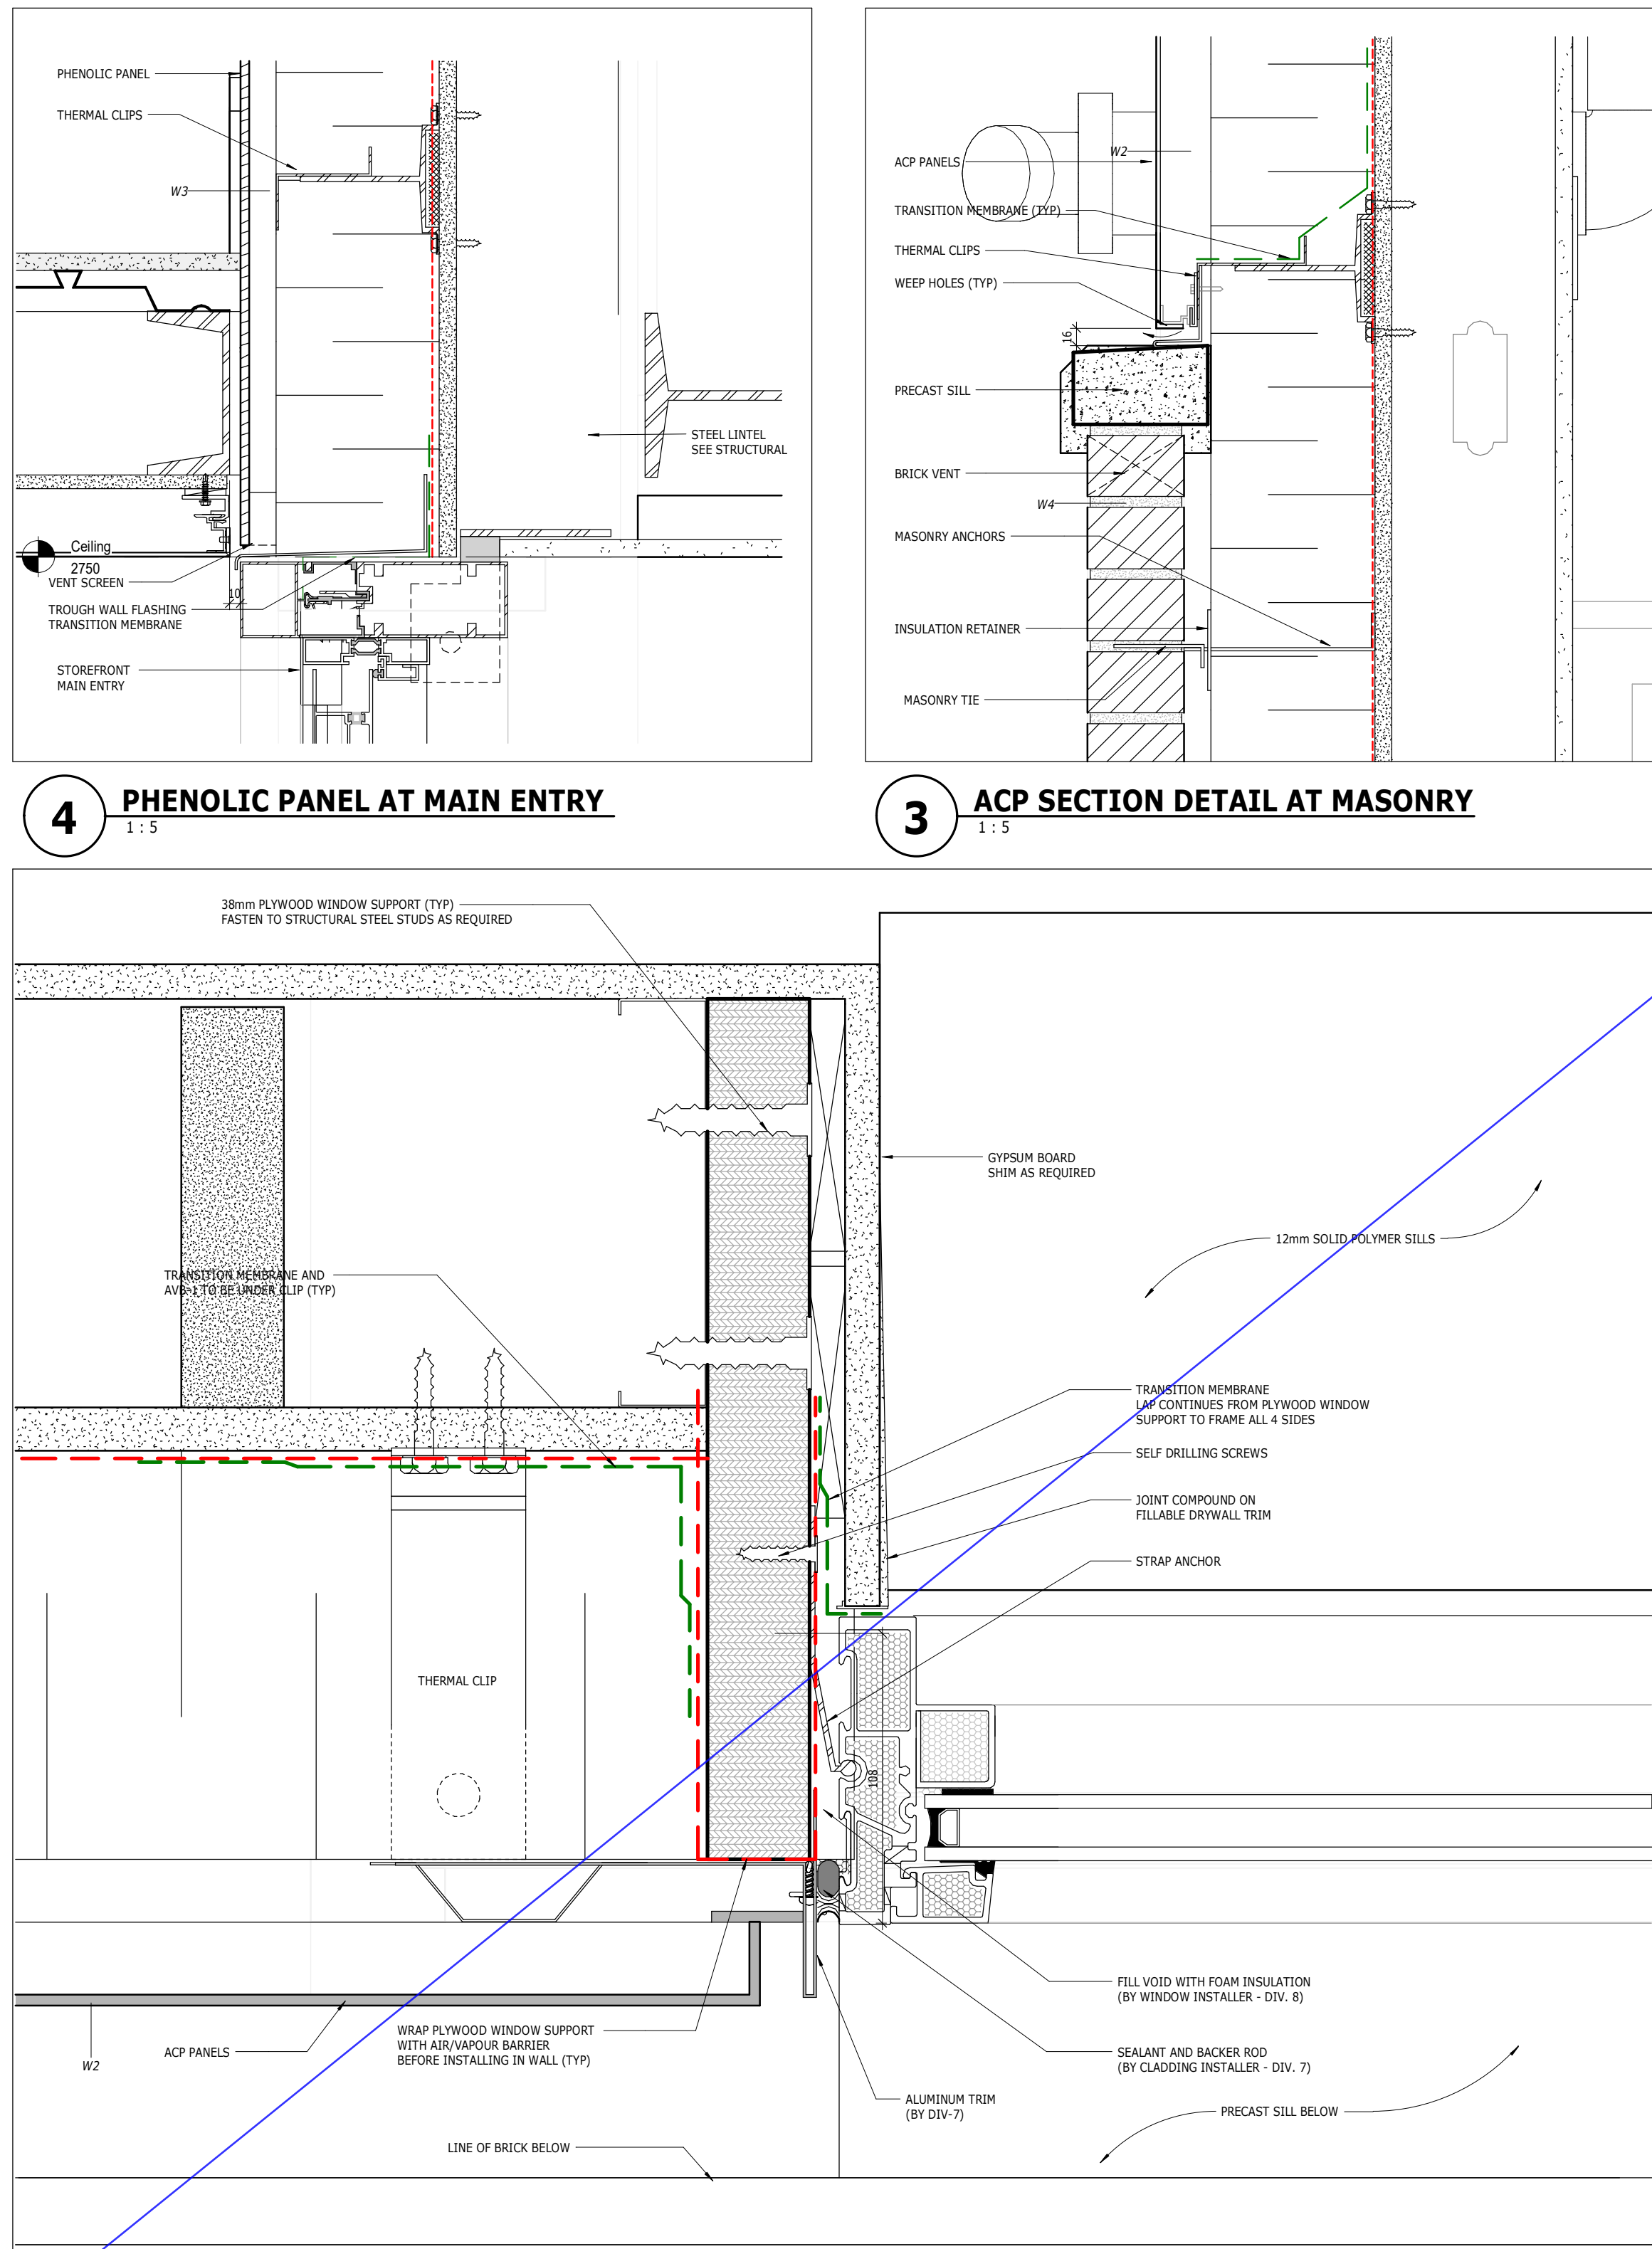 PHENOLIC PANEL
THERMAL CLIPS
W3
STEEL LINTEL
SEE STRUCTURAL
Ceiling
2750
VENT SCREEN
10
TROUGH WALL FLASHING
TRANSITION MEMBRANE
STOREFRONT
MAIN ENTRY
4
PHENOLIC PANEL AT MAIN ENTRY
1 : 5
W2
ACP PANELS
TRANSITION MEMBRANE (TYP)
THERMAL CLIPS
WEEP HOLES (TYP)
16
PRECAST SILL
BRICK VENT
W4
MASONRY ANCHORS
INSULATION RETAINER
MASONRY TIE
3
ACP SECTION DETAIL AT MASONRY
1 : 5
38mm PLYWOOD WINDOW SUPPORT (TYP)
FASTEN TO STRUCTURAL STEEL STUDS AS REQUIRED
GYPSUM BOARD
SHIM AS REQUIRED
12mm SOLID POLYMER SILLS
TRANSITION MEMBRANE AND
AVB-1 TO BE UNDER CLIP (TYP)
TRANSITION MEMBRANE
LAP CONTINUES FROM PLYWOOD WINDOW
SUPPORT TO FRAME ALL 4 SIDES
SELF DRILLING SCREWS
JOINT COMPOUND ON
FILLABLE DRYWALL TRIM
STRAP ANCHOR
THERMAL CLIP
108
FILL VOID WITH FOAM INSULATION
(BY WINDOW INSTALLER - DIV. 8)
WRAP PLYWOOD WINDOW SUPPORT
WITH AIR/VAPOUR BARRIER
BEFORE INSTALLING IN WALL (TYP)
ACP PANELS
W2
SEALANT AND BACKER ROD
(BY CLADDING INSTALLER - DIV. 7)
ALUMINUM TRIM
(BY DIV-7)
PRECAST SILL BELOW
LINE OF BRICK BELOW